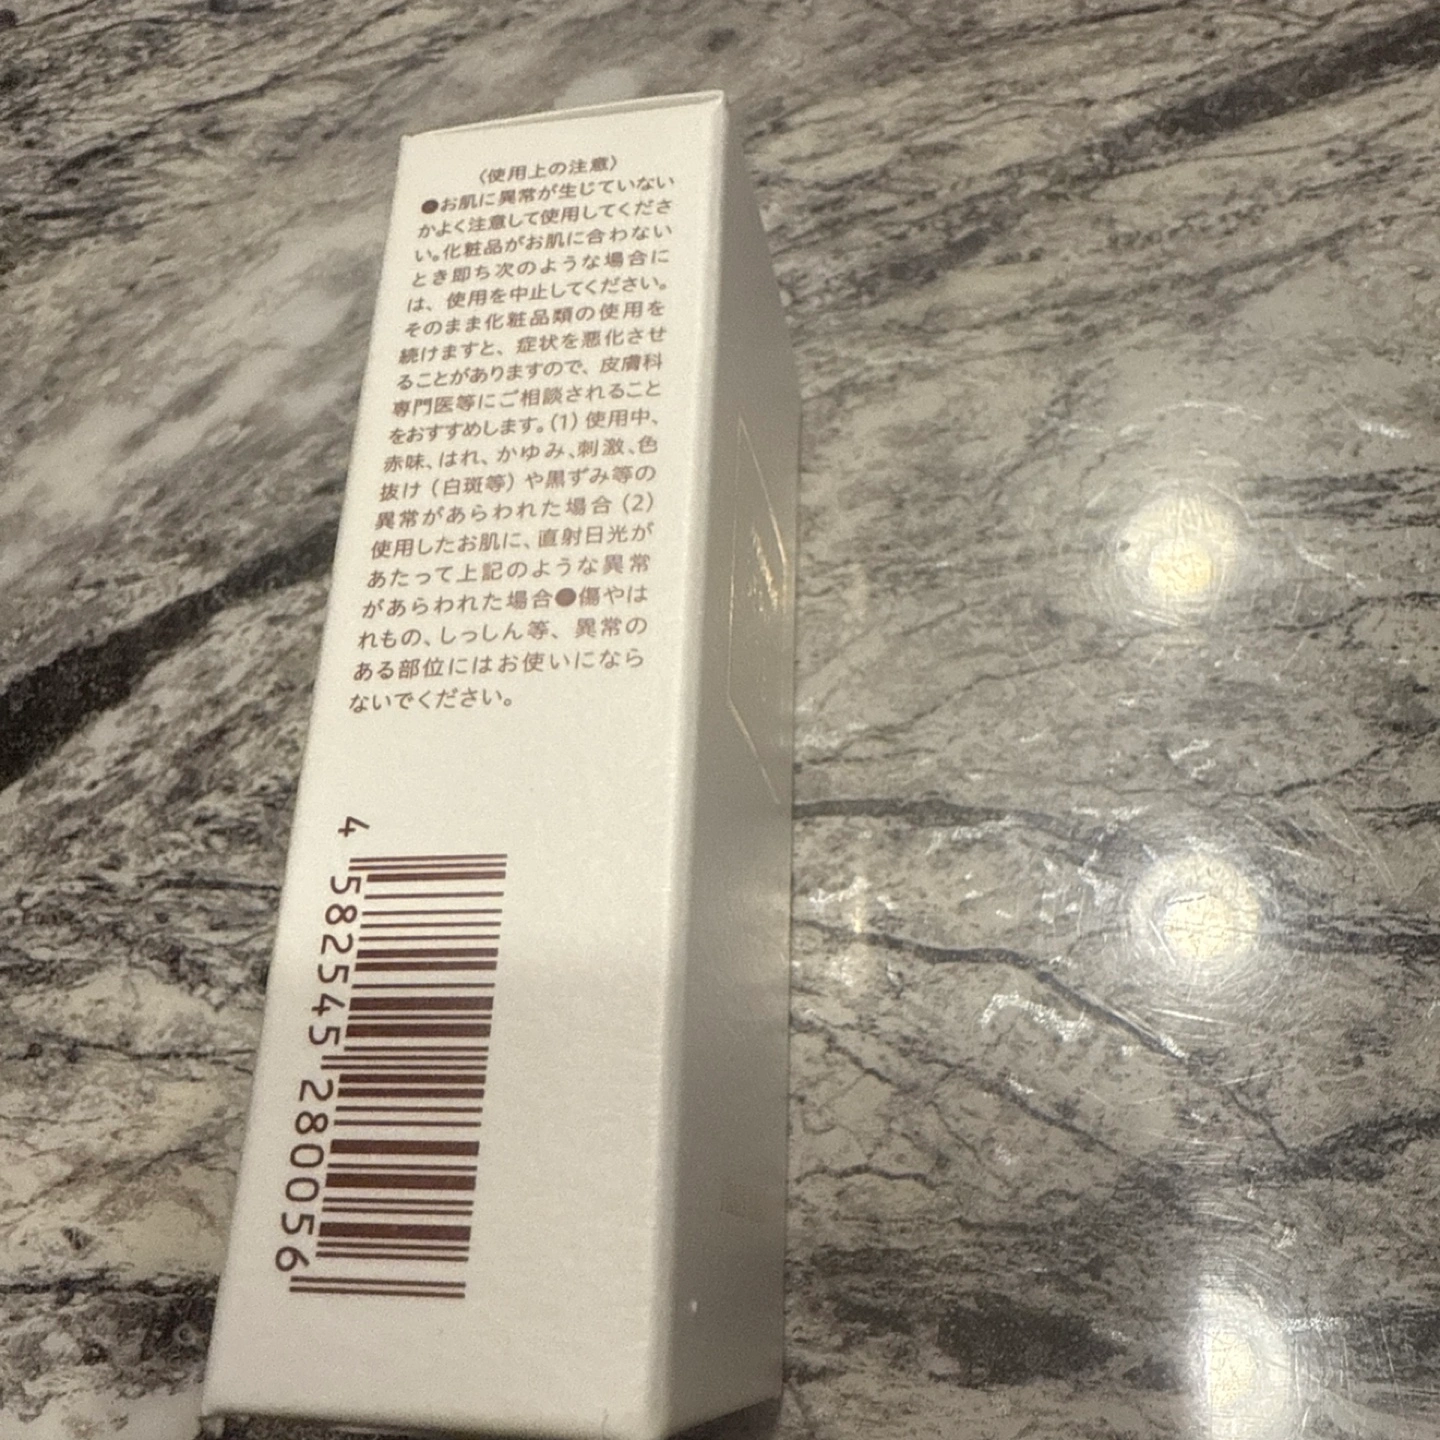 〈使用上の注意〉
●お肌に異常が生じていない
かよく注意して使用してくださ
い。化粧品がお肌に合わない
とき即ち次のような場合に
は、使用を中止してください。
そのまま化粧品類の使用を
続けますと、症状を悪化させ
ることがありますので、皮膚科
専門医等にご相談されること
をおすすめします。(1)使用中、
赤味、はれ、かゆみ、刺激、色
抜け（白斑等）や黒ずみ等の
異常があらわれた場合(2)
使用したお肌に、直射日光が
あたって上記のような異常
があらわれた場合●傷やは
れもの、しっしん等、異常の
ある部位にはお使いになら
ないでください。
4 582545 280056